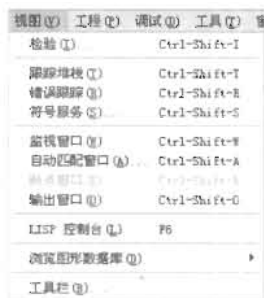 视图(V) 工程(P) 调试(D) 工具(T)
检验(I)... Ctrl-Shift-I
跟踪堆栈(T) Ctrl-Shift-T
错误跟踪(R) Ctrl-Shift-R
符号服务(S) Ctrl-Shift-S
监视窗口(W) Ctrl-Shift-W
自动匹配窗口(A)... Ctrl-Shift-A
输出窗口(O) Ctrl-Shift-O
LISP 控制台(L) F6
浏览图形数据库(D)
工具栏(B)